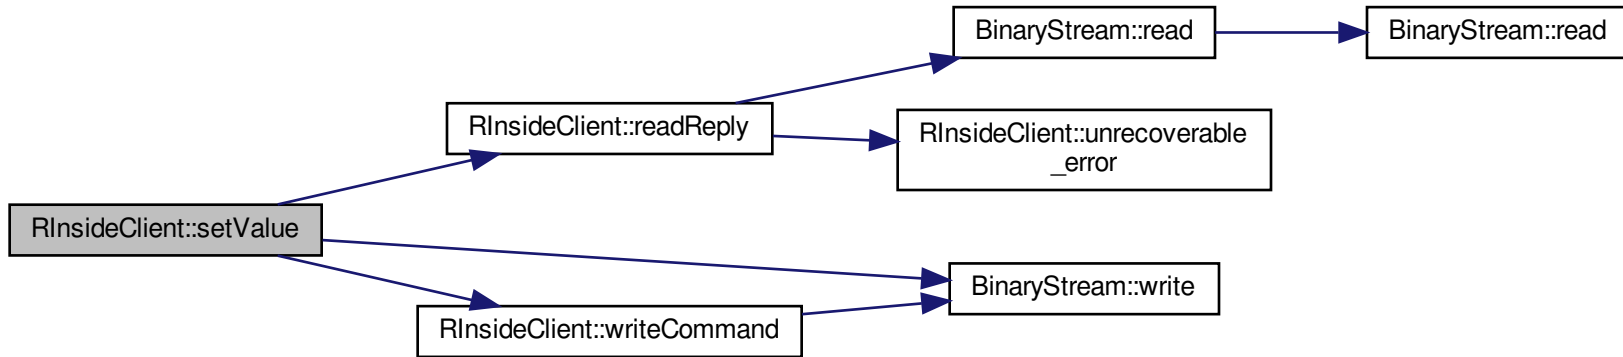 BinaryStream::read
BinaryStream::read
RInsideClient::readReply
RInsideClient::unrecoverable
_error
RInsideClient::setValue
BinaryStream::write
RInsideClient::writeCommand